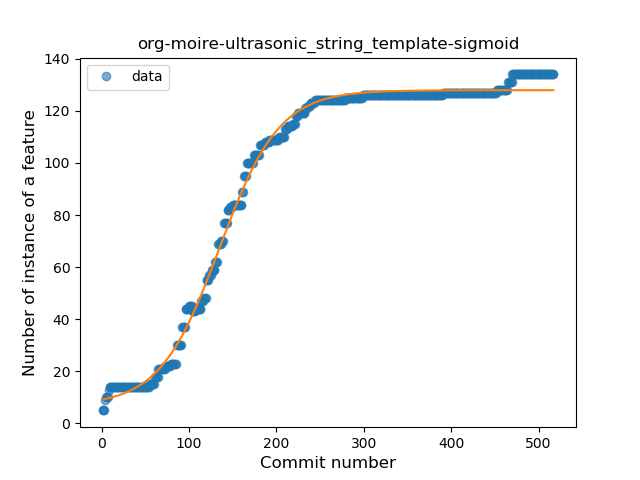 org-moire-ultrasonic_string_template-sigmoid
data
Number of instance of a feature
140
120
100
80
60
40
20
0
0 100 200 300 400 500
Commit number